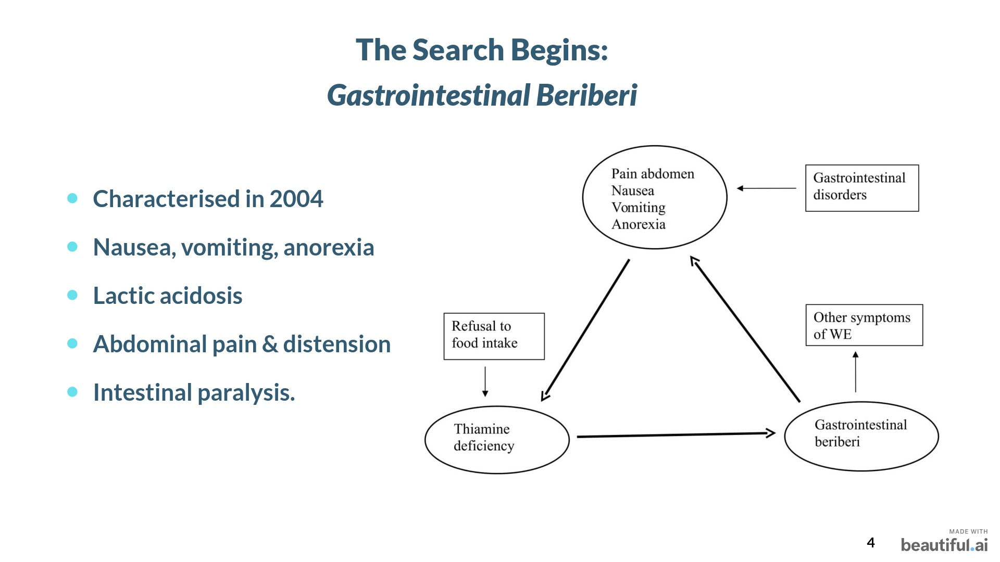 The Search Begins:
Gastrointestinal Beriberi
Characterised in 2004
Nausea, vomiting, anorexia
Lactic acidosis
Abdominal pain & distension
Intestinal paralysis.
Pain abdomen
Nausea
Vomiting
Anorexia
Gastrointestinal
disorders
Refusal to
food intake
Other symptoms
of WE
Thiamine
deficiency
Gastrointestinal
beriberi
4
MADE WITH
beautiful.ai